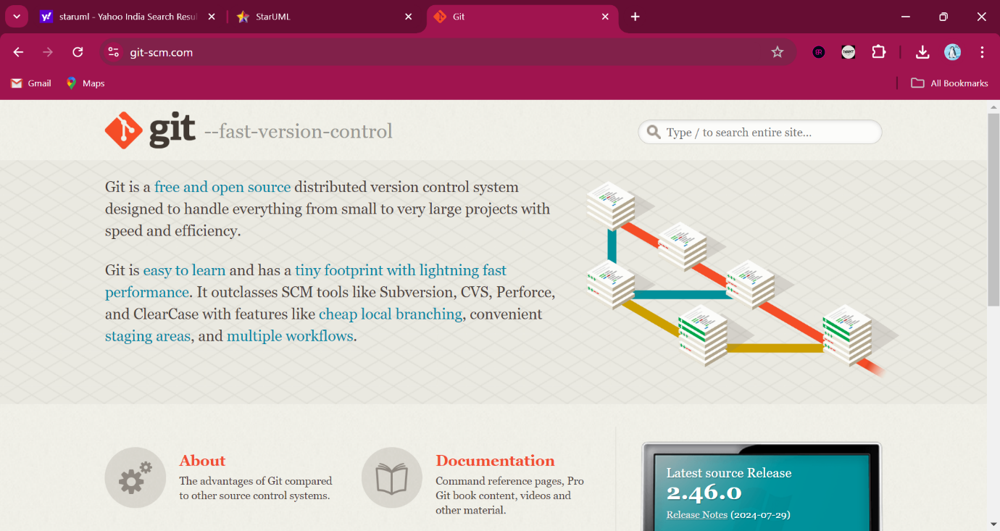 staruml - Yahoo India Search Resu
StarUML
Git
git-scm.com
Gmail
Maps
All Bookmarks
git --fast-version-control
Type / to search entire site...
Git is a free and open source distributed version control system
designed to handle everything from small to very large projects with
speed and efficiency.
Git is easy to learn and has a tiny footprint with lightning fast
performance. It outclasses SCM tools like Subversion, CVS, Perforce,
and ClearCase with features like cheap local branching, convenient
staging areas, and multiple workflows.
About
The advantages of Git compared
to other source control systems.
Documentation
Command reference pages, Pro
Git book content, videos and
other material.
Latest source Release
2.46.0
Release Notes (2024-07-29)